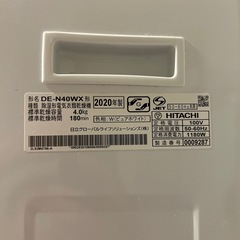 形名 DE-N40WX 形
種類 除湿形電気衣類乾燥機
標準乾燥容量 4.0kg
標準乾燥時間 180min
2020年製
色柄 W(ピュアホワイト)
日立グローバルライフソリューションズ(株)
JET
HITACHI
定格電圧 100V
定格周波数 50-60Hz
定格消費電力 1180W
製造番号 0009287